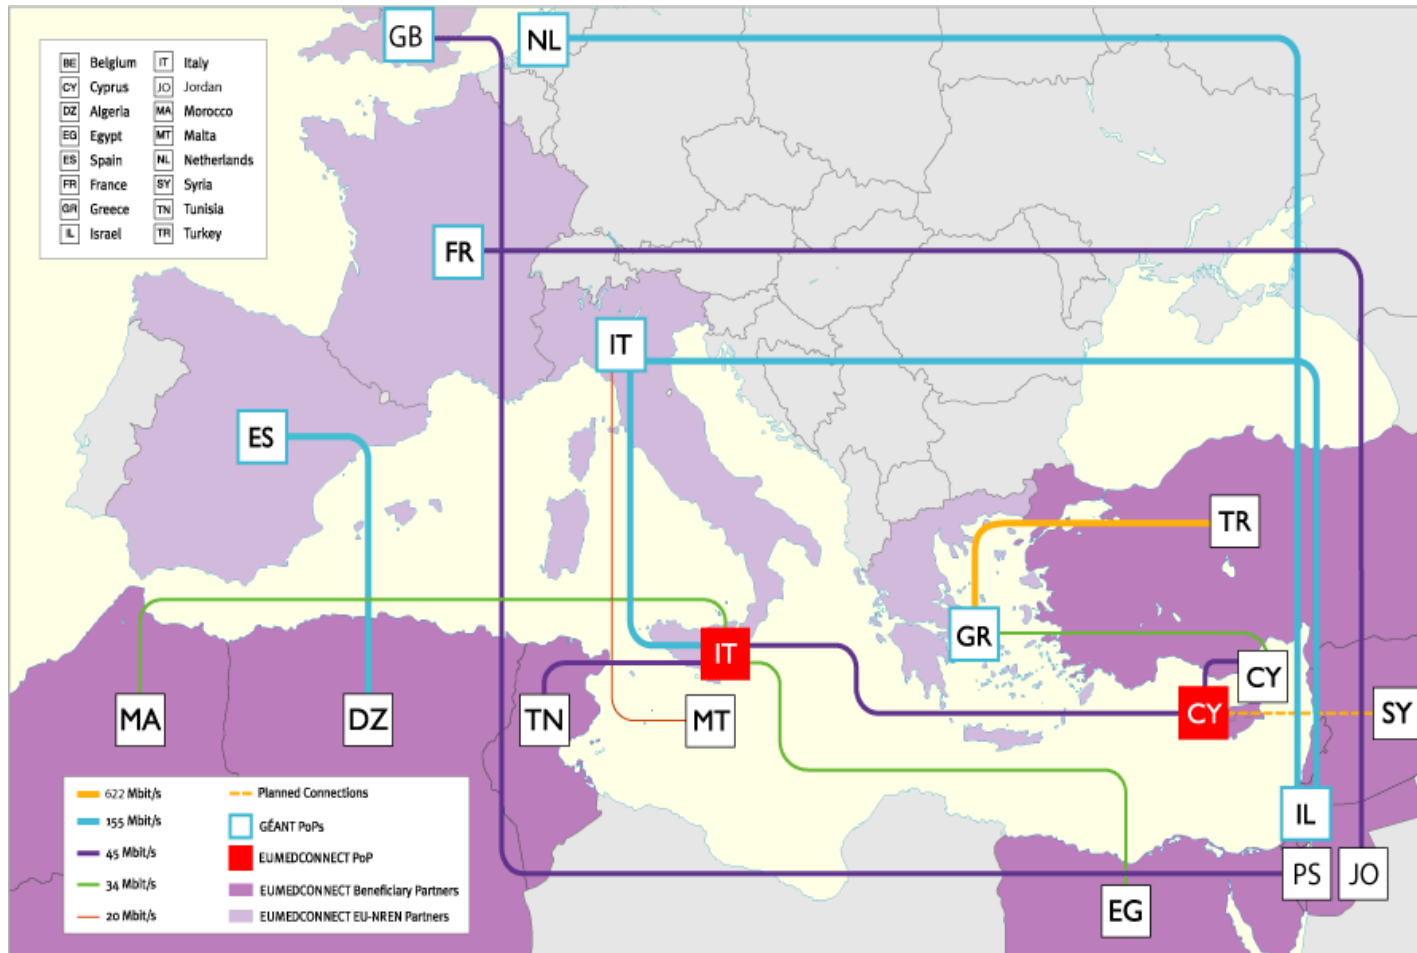 GB
NL
BE Belgium IT Italy
CY Cyprus JO Jordan
DZ Algeria MA Morocco
EG Egypt MT Malta
ES Spain NL Netherlands
FR France SY Syria
GR Greece TN Tunisia
IL Israel TR Turkey
FR
IT
ES
TR
GR
IT
CY
MA
DZ
TN
MT
CY
SY
622 Mbit/s Planned Connections
155 Mbit/s GÉANT PoPs
45 Mbit/s EUMEDCONNECT PoP
34 Mbit/s EUMEDCONNECT Beneficiary Partners
20 Mbit/s EUMEDCONNECT EU-NREN Partners
IL
PS
JO
EG